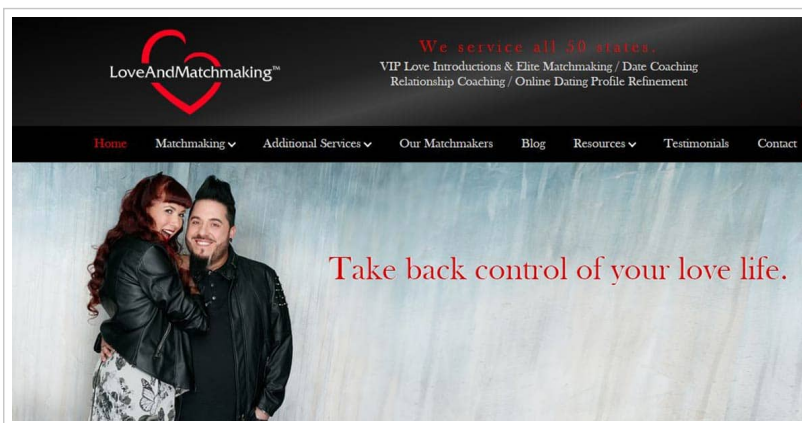 We service all 50 states.
LoveAndMatchmaking™
VIP Love Introductions & Elite Matchmaking / Date Coaching
Relationship Coaching / Online Dating Profile Refinement
Home Matchmaking Additional Services Our Matchmakers Blog Resources Testimonials Contact
Take back control of your love life.